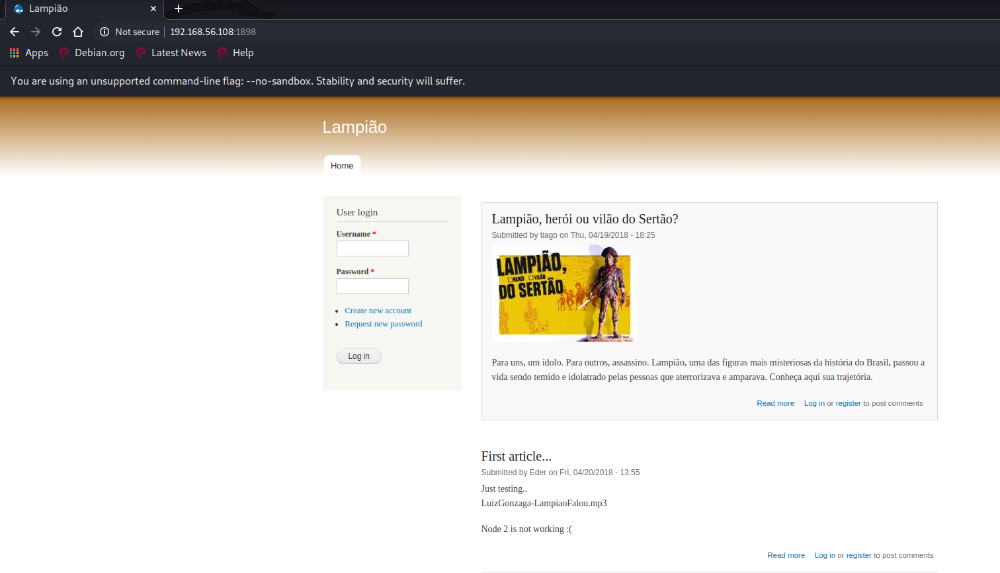 Lampião
Not secure 192.168.56.108:1898
Apps Debian.org Latest News Help
You are using an unsupported command-line flag: --no-sandbox. Stability and security will suffer.
Lampião
Home
User login
Username *
Password *
Create new account
Request new password
Log in
Lampião, herói ou vilão do Sertão?
Submitted by tiago on Thu, 04/19/2018 - 18:25
LAMPIÃO,
HERÓI VILÃO
DO SERTÃO
Para uns, um ídolo. Para outros, assassino. Lampião, uma das figuras mais misteriosas da história do Brasil, passou a
vida sendo temido e idolatrado pelas pessoas que aterrorizava e amparava. Conheça aqui sua trajetória.
Read more Log in or register to post comments
First article...
Submitted by Eder on Fri, 04/20/2018 - 13:55
Just testing..
LuizGonzaga-LampiaoFalou.mp3
Node 2 is not working :(
Read more Log in or register to post comments